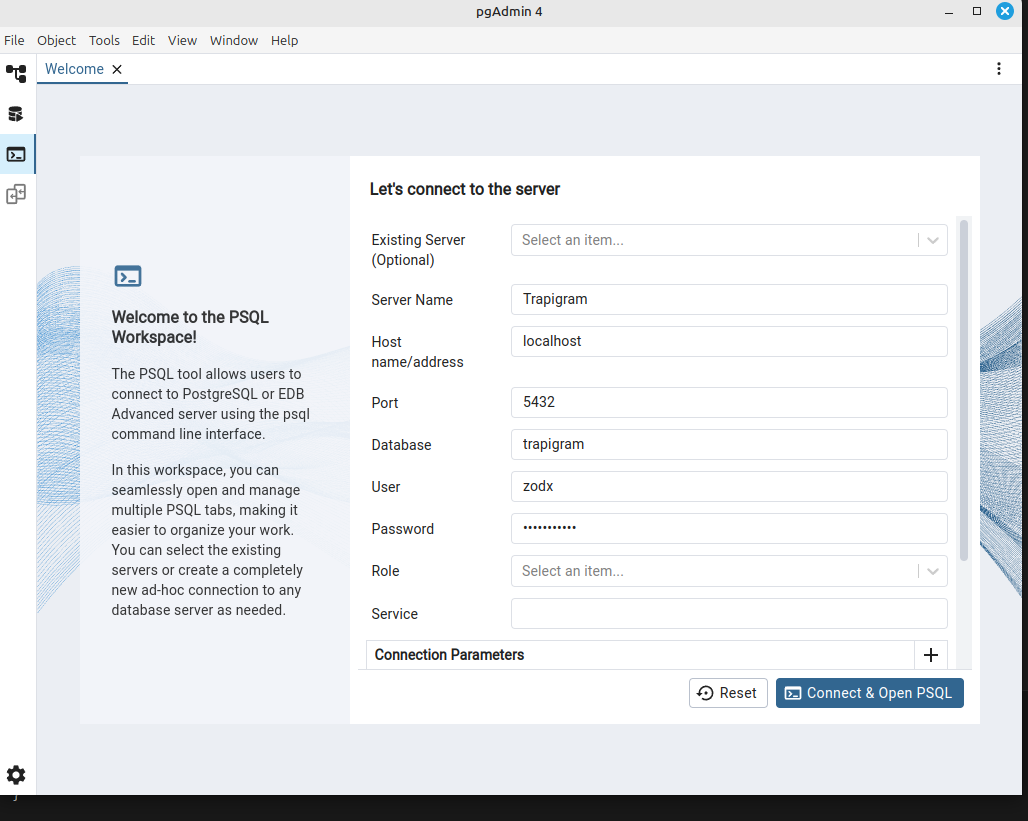 pgAdmin 4
File Object Tools Edit View Window Help
Welcome
Let's connect to the server
Existing Server
(Optional)
Select an item...
Server Name
Trapigram
Host
name/address
localhost
Port
5432
Database
trapigram
User
zodx
Password
•••••••••••
Role
Select an item...
Service
Connection Parameters
Reset
Connect & Open PSQL
Welcome to the PSQL
Workspace!
The PSQL tool allows users to
connect to PostgreSQL or EDB
Advanced server using the psql
command line interface.
In this workspace, you can
seamlessly open and manage
multiple PSQL tabs, making it
easier to organize your work.
You can select the existing
servers or create a completely
new ad-hoc connection to any
database server as needed.